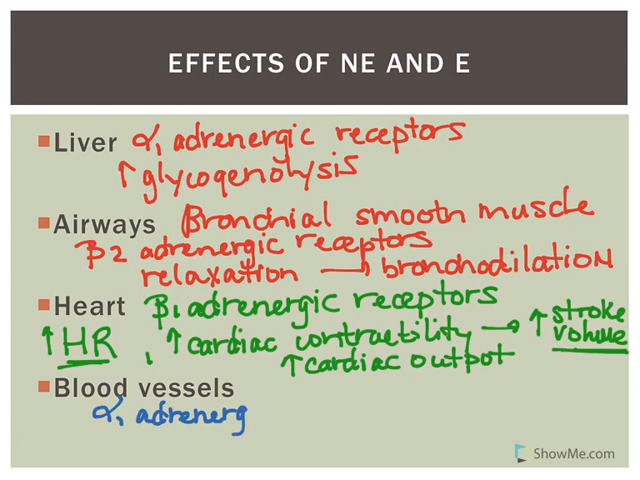 EFFECTS OF NE AND E
Liver α1 adrenergic receptors
↑ glycogenolysis
Airways Bronchial smooth muscle
β2 adrenergic receptors
relaxation → bronchodilation
Heart β1 adrenergic receptors
↑ HR, ↑ cardiac contractility → ↑ stroke volume
↑ cardiac output
Blood vessels
α1 adrenerg
ShowMe.com